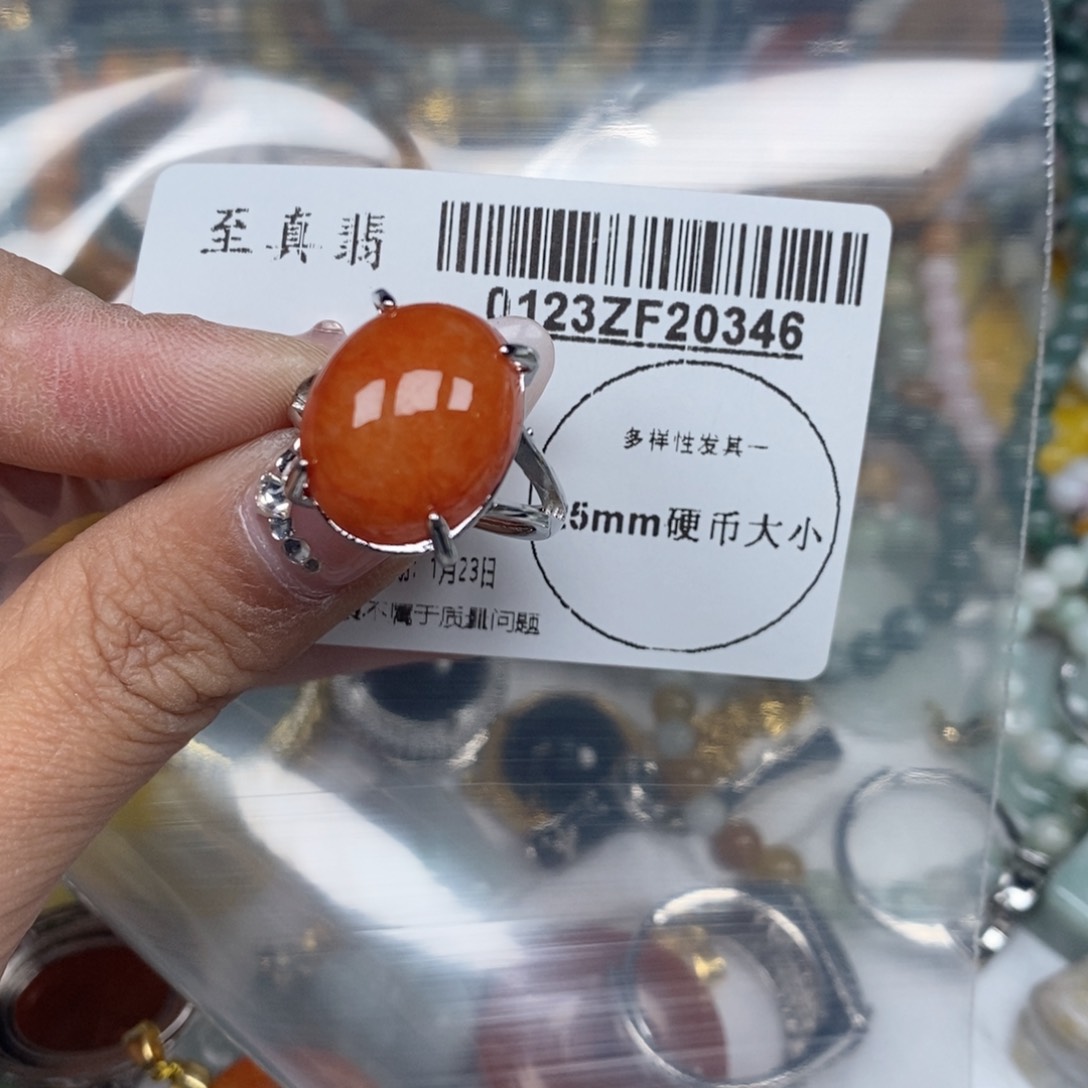 至真翡
0123ZF20346
多样性发其一
5mm硬币大小
1月23日
不属于质量问题